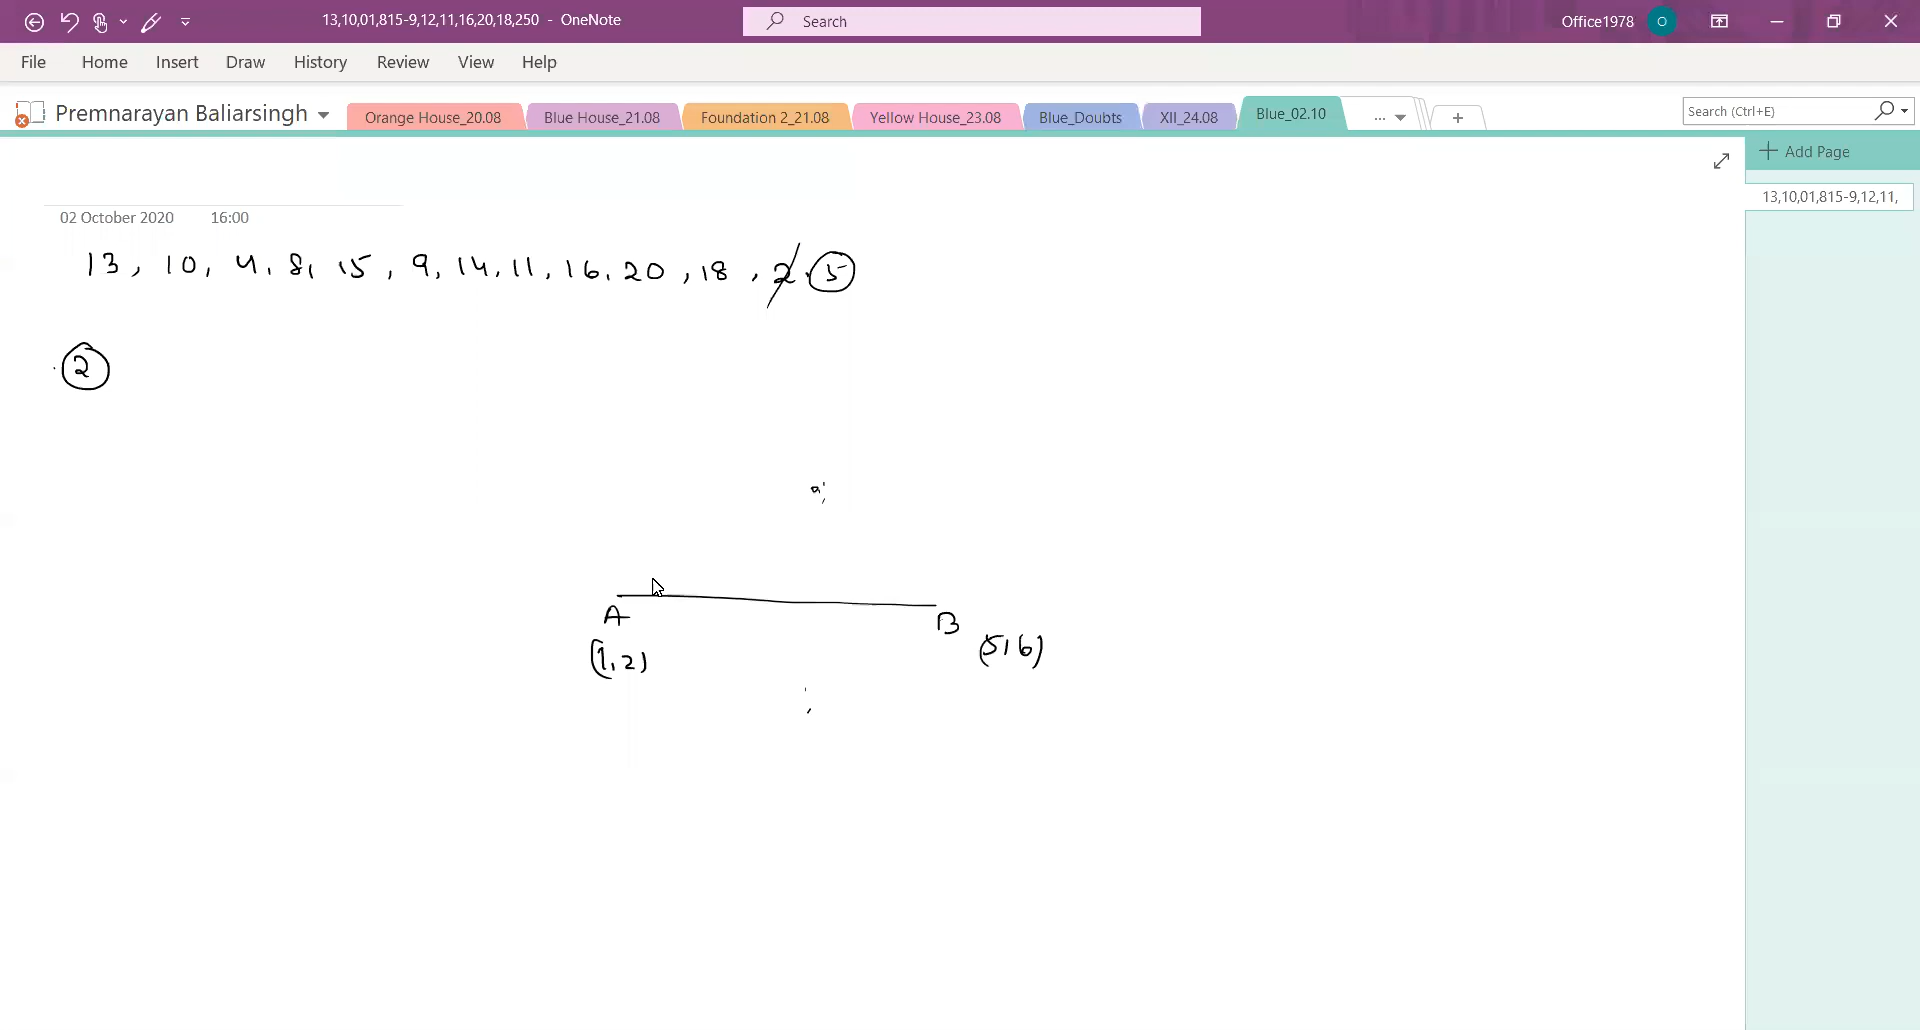 13,10,01,815-9,12,11,16,20,18,250 - OneNote
Search
Office1978
O
File Home Insert Draw History Review View Help
Premnarayan Baliarsingh
Orange House_20.08
Blue House_21.08
Foundation 2_21.08
Yellow House_23.08
Blue_Doubts
XII_24.08
Blue_02.10
...
+
Search (Ctrl+E)
+ Add Page
13,10,01,815-9,12,11,
02 October 2020 16:00
13, 10, 4, 8, 15, 9, 14, 11, 16, 20, 18, 2, 5
2
A
B
(1,2)
(5,6)